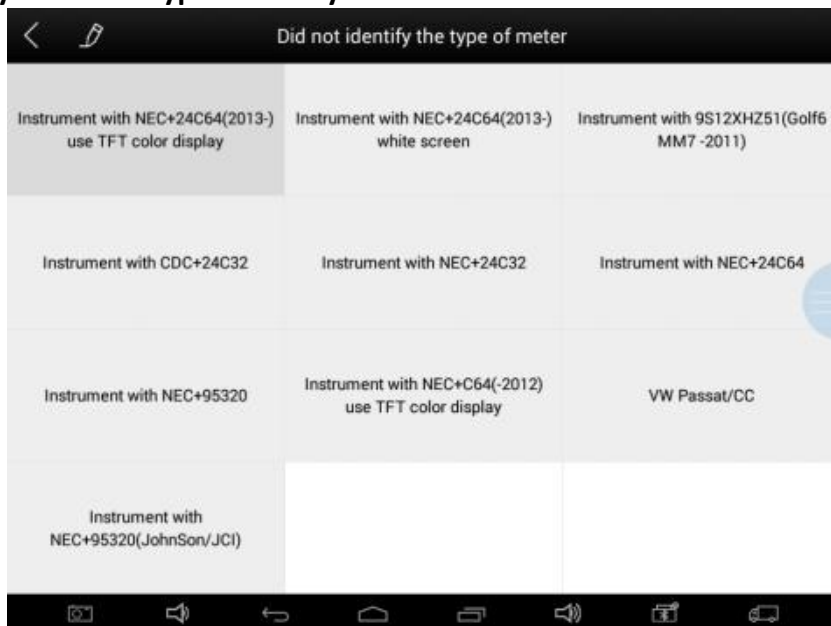 Did not identify the type of meter
Instrument with NEC+24C64(2013-)
use TFT color display
Instrument with NEC+24C64(2013-)
white screen
Instrument with 9S12XHZ51(Golf6
MM7 -2011)
Instrument with CDC+24C32
Instrument with NEC+24C32
Instrument with NEC+24C64
Instrument with NEC+95320
Instrument with NEC+C64(-2012)
use TFT color display
VW Passat/CC
Instrument with
NEC+95320(JohnSon/JCI)